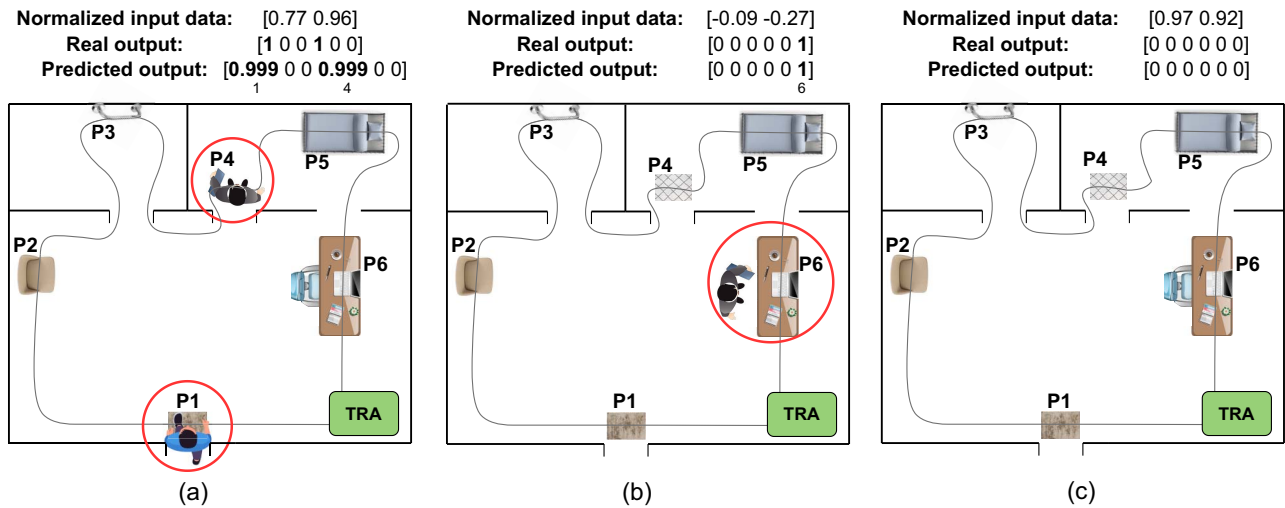 Normalized input data: [0.77 0.96]
Real output: [1 0 0 1 0 0]
Predicted output: [0.999 0 0 0.999 0 0]
1 4
P3
P4
P5
P2
P6
P1
TRA
(a)
Normalized input data: [-0.09 -0.27]
Real output: [0 0 0 0 0 1]
Predicted output: [0 0 0 0 0 1]
6
P3
P4
P5
P2
P6
P1
TRA
(b)
Normalized input data: [0.97 0.92]
Real output: [0 0 0 0 0 0]
Predicted output: [0 0 0 0 0 0]
P3
P4
P5
P2
P6
P1
TRA
(c)